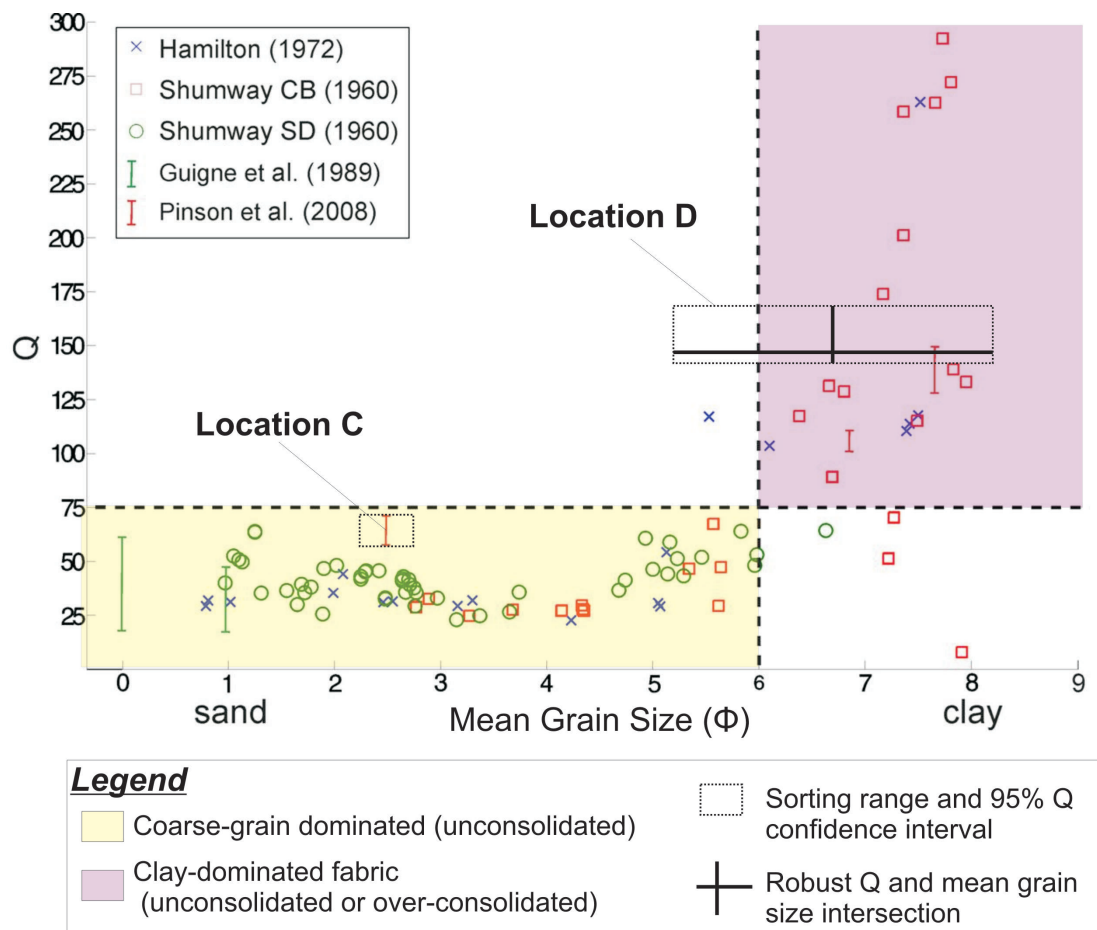 300
275
250
225
200
175
150
125
100
75
50
25
Q
Hamilton (1972)
Shumway CB (1960)
Shumway SD (1960)
Guigne et al. (1989)
Pinson et al. (2008)
Location D
Location C
0 1 2 3 4 5 6 7 8 9
sand Mean Grain Size (Φ) clay
Legend
Coarse-grain dominated (unconsolidated)
Clay-dominated fabric
(unconsolidated or over-consolidated)
Sorting range and 95% Q
confidence interval
Robust Q and mean grain
size intersection